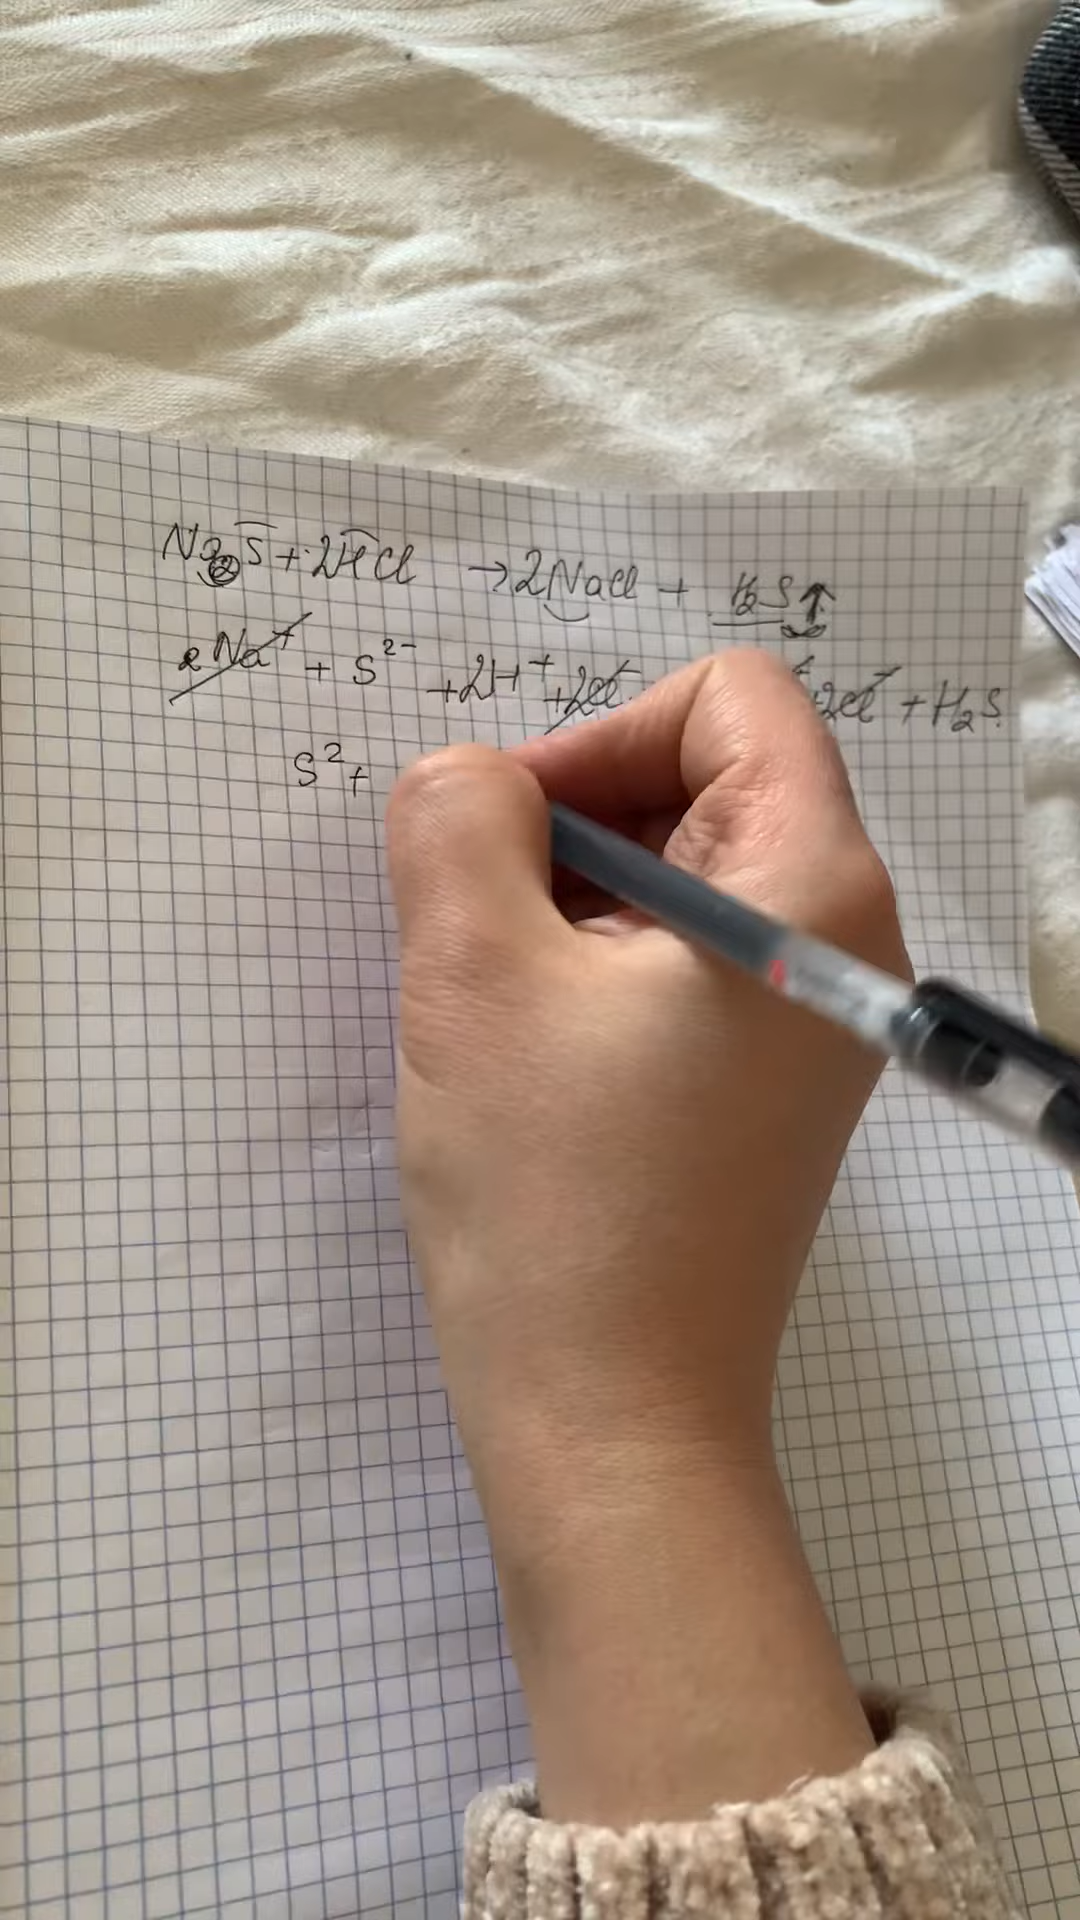 Na₂S + 2HCl → 2NaCl + H₂S↑
2Na⁺ + S²⁻ + 2H⁺ + 2Cl⁻ 2Cl⁻ + H₂S
S² +